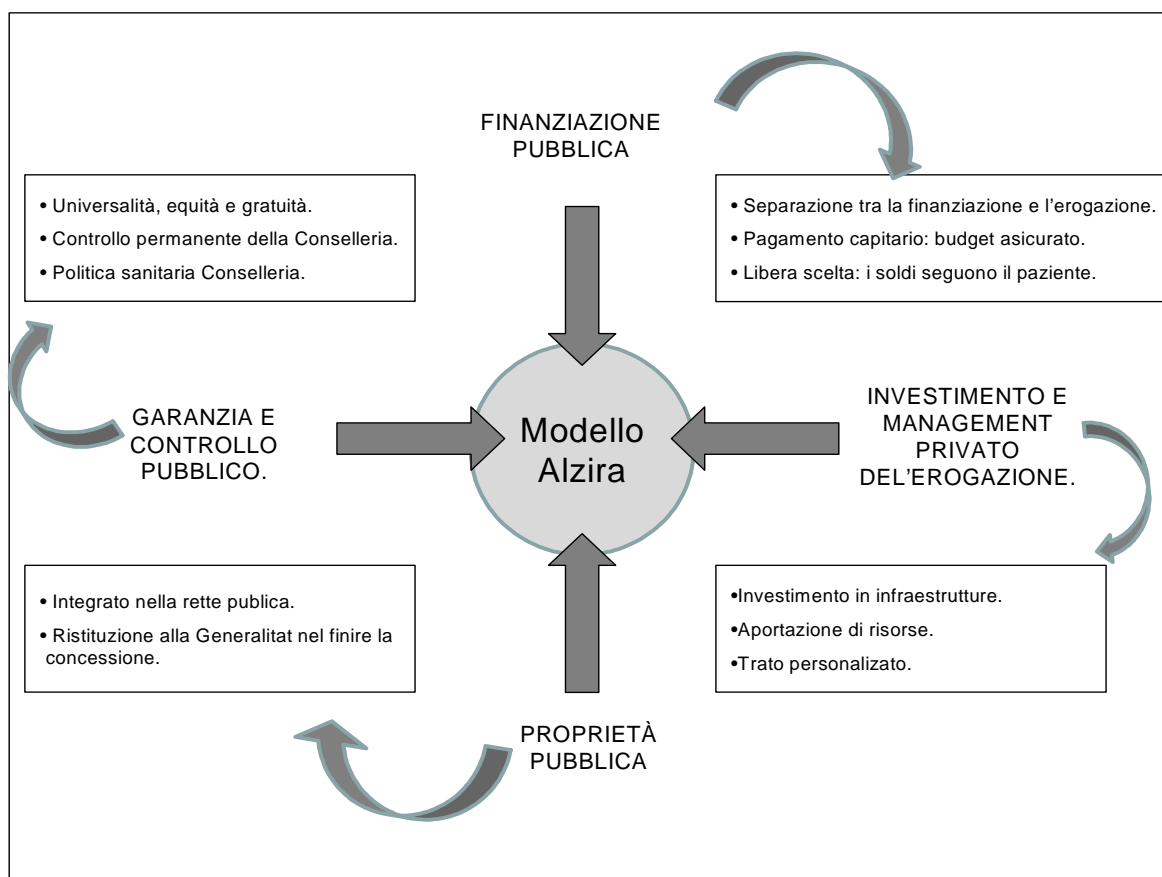 FINANZIAZIONE
PUBBLICA
• Universalità, equità e gratuità.
• Controllo permanente della Conselleria.
• Politica sanitaria Conselleria.
• Separazione tra la finanziazione e l'erogazione.
• Pagamento capitario: budget asicurato.
• Libera scelta: i soldi seguono il paziente.
GARANZIA E
CONTROLLO
PUBBLICO.
Modello
Alzira
INVESTIMENTO E
MANAGEMENT
PRIVATO
DEL'EROGAZIONE.
• Integrato nella rette publica.
• Ristituzione alla Generalitat nel finire la
concessione.
•Investimento in infraestrutture.
•Aportazione di risorse.
•Trato personalizato.
PROPRIETÀ
PUBBLICA